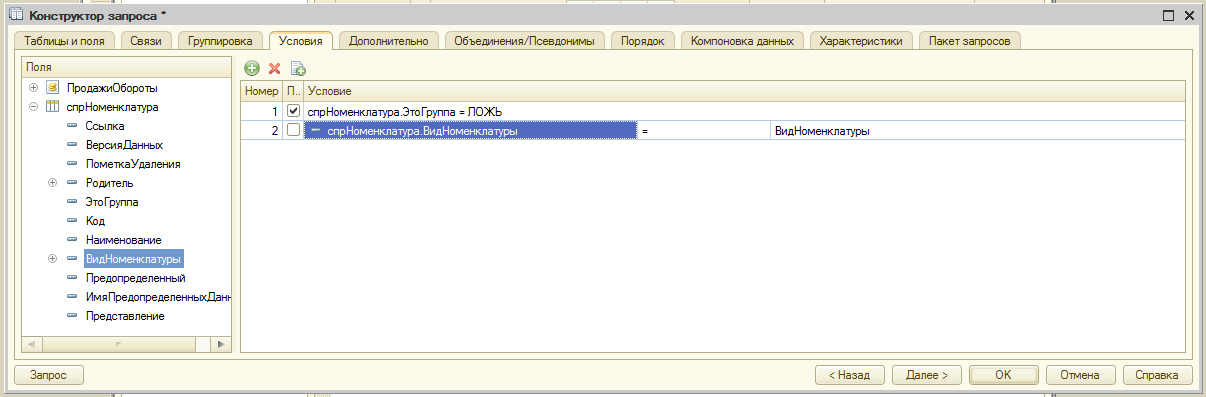 Конструктор запроса *
Таблицы и поля Связи Группировка Условия Дополнительно Объединения/Псевдонимы Порядок Компоновка данных Характеристики Пакет запросов
Поля
ПродажиОбороты
спрНоменклатура
Ссылка
ВерсияДанных
ПометкаУдаления
Родитель
ЭтоГруппа
Код
Наименование
ВидНоменклатуры
Предопределенный
ИмяПредопределенныхДанн
Представление
Номер П.. Условие
1 спрНоменклатура.ЭтоГруппа = ЛОЖЬ
2 спрНоменклатура.ВидНоменклатуры = ВидНоменклатуры
Запрос < Назад Далее > ОК Отмена Справка